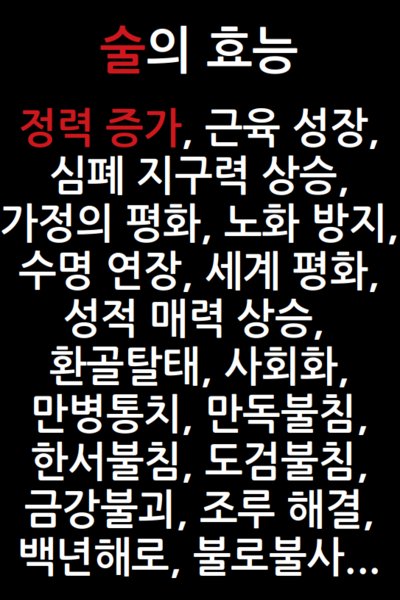 술의 효능
정력 증가, 근육 성장,
심폐 지구력 상승,
가정의 평화, 노화 방지,
수명 연장, 세계 평화,
성적 매력 상승,
환골탈태, 사회화,
만병통치, 만독불침,
한서불침, 도검불침,
금강불괴, 조루 해결,
백년해로, 불로불사...